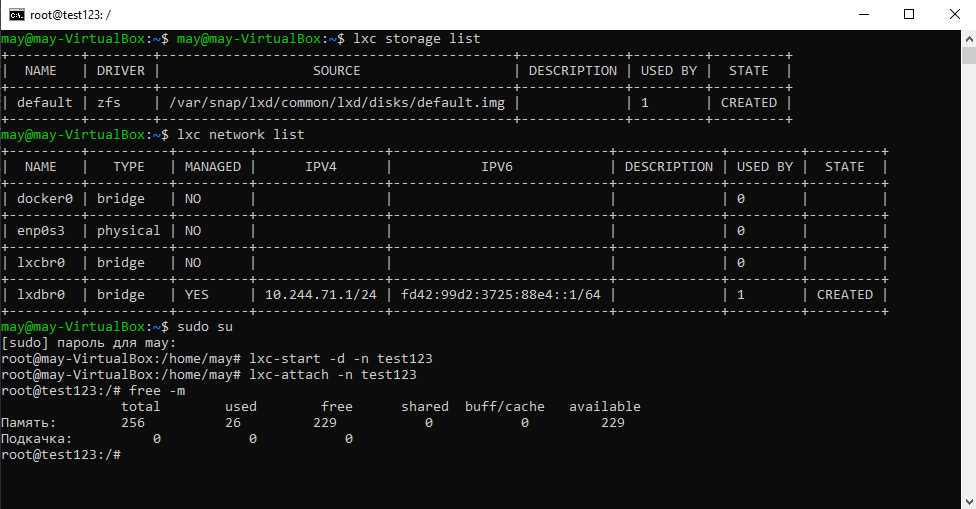 root@test123: /
may@may-VirtualBox:~$ may@may-VirtualBox:~$ lxc storage list
+---------+--------+--------------------------------------------+-------------+---------+---------+
|  NAME   | DRIVER |                   SOURCE                   | DESCRIPTION | USED BY |  STATE  |
+---------+--------+--------------------------------------------+-------------+---------+---------+
| default | zfs    | /var/snap/lxd/common/lxd/disks/default.img |             | 1       | CREATED |
+---------+--------+--------------------------------------------+-------------+---------+---------+
may@may-VirtualBox:~$ lxc network list
+---------+----------+---------+----------------+---------------------------+-------------+---------+---------+
|  NAME   |   TYPE   | MANAGED |      IPV4      |           IPV6            | DESCRIPTION | USED BY |  STATE  |
+---------+----------+---------+----------------+---------------------------+-------------+---------+---------+
| docker0 | bridge   | NO      |                |                           |             | 0       |         |
+---------+----------+---------+----------------+---------------------------+-------------+---------+---------+
| enp0s3  | physical | NO      |                |                           |             | 0       |         |
+---------+----------+---------+----------------+---------------------------+-------------+---------+---------+
| lxcbr0  | bridge   | NO      |                |                           |             | 0       |         |
+---------+----------+---------+----------------+---------------------------+-------------+---------+---------+
| lxdbr0  | bridge   | YES     | 10.244.71.1/24 | fd42:99d2:3725:88e4::1/64 |             | 1       | CREATED |
+---------+----------+---------+----------------+---------------------------+-------------+---------+---------+
may@may-VirtualBox:~$ sudo su
[sudo] пароль для may:
root@may-VirtualBox:/home/may# lxc-start -d -n test123
root@may-VirtualBox:/home/may# lxc-attach -n test123
root@test123:/# free -m
               total        used        free      shared  buff/cache   available
Память:        256          26         229           0           0         229
Подкачка:          0           0           0
root@test123:/#